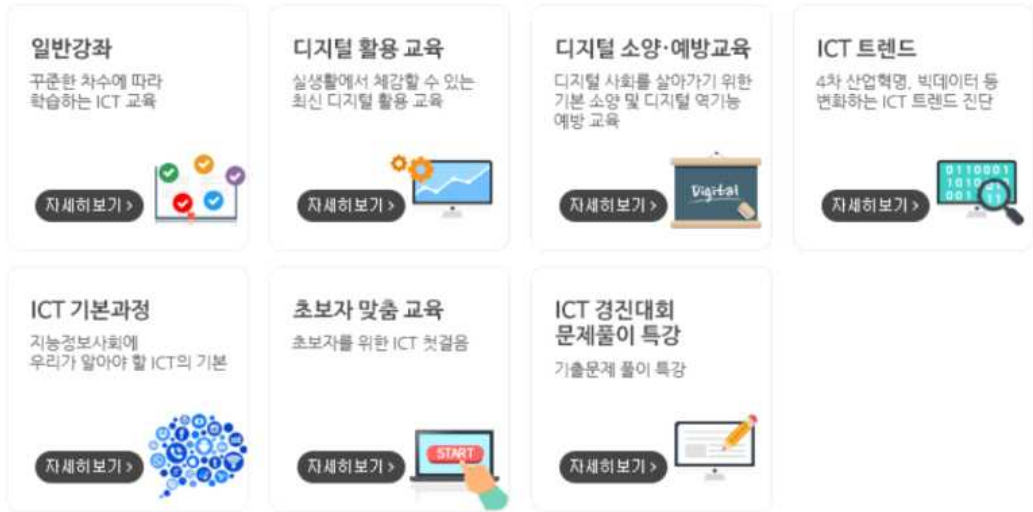 일반강좌
꾸준한 차수에 따라
학습하는 ICT 교육
자세히보기 >
디지털 활용 교육
실생활에서 체감할 수 있는
최신 디지털 활용 교육
자세히보기 >
디지털 소양·예방교육
디지털 사회를 살아가기 위한
기본 소양 및 디지털 역기능
예방 교육
Digital
자세히보기 >
ICT 트렌드
4차 산업혁명, 빅데이터 등
변화하는 ICT 트렌드 진단
0110001
자세히보기 >
ICT 기본과정
지능정보사회에
우리가 알아야 할 ICT의 기본
자세히보기 >
초보자 맞춤 교육
초보자를 위한 ICT 첫걸음
START
자세히보기 >
ICT 경진대회
문제풀이 특강
기출문제 풀이 특강
자세히보기 >